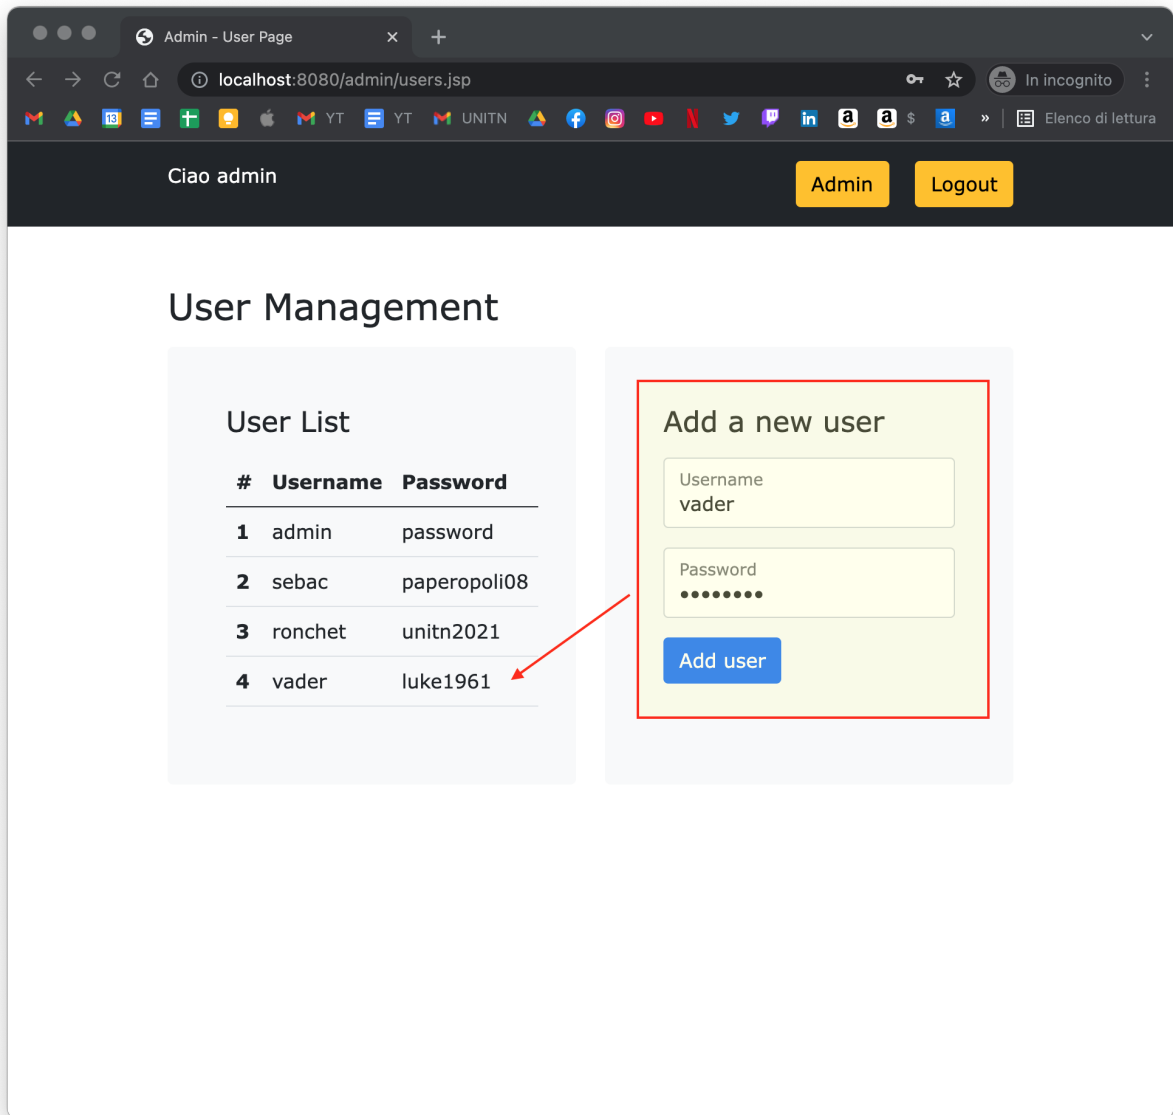 Admin - User Page
localhost:8080/admin/users.jsp
In incognito
13 YT YT UNITN in a a $ a » Elenco di lettura
Ciao admin
Admin
Logout
User Management
User List
# Username Password
1 admin password
2 sebac paperopoli08
3 ronchet unitn2021
4 vader luke1961
Add a new user
Username
vader
Password
••••••••
Add user